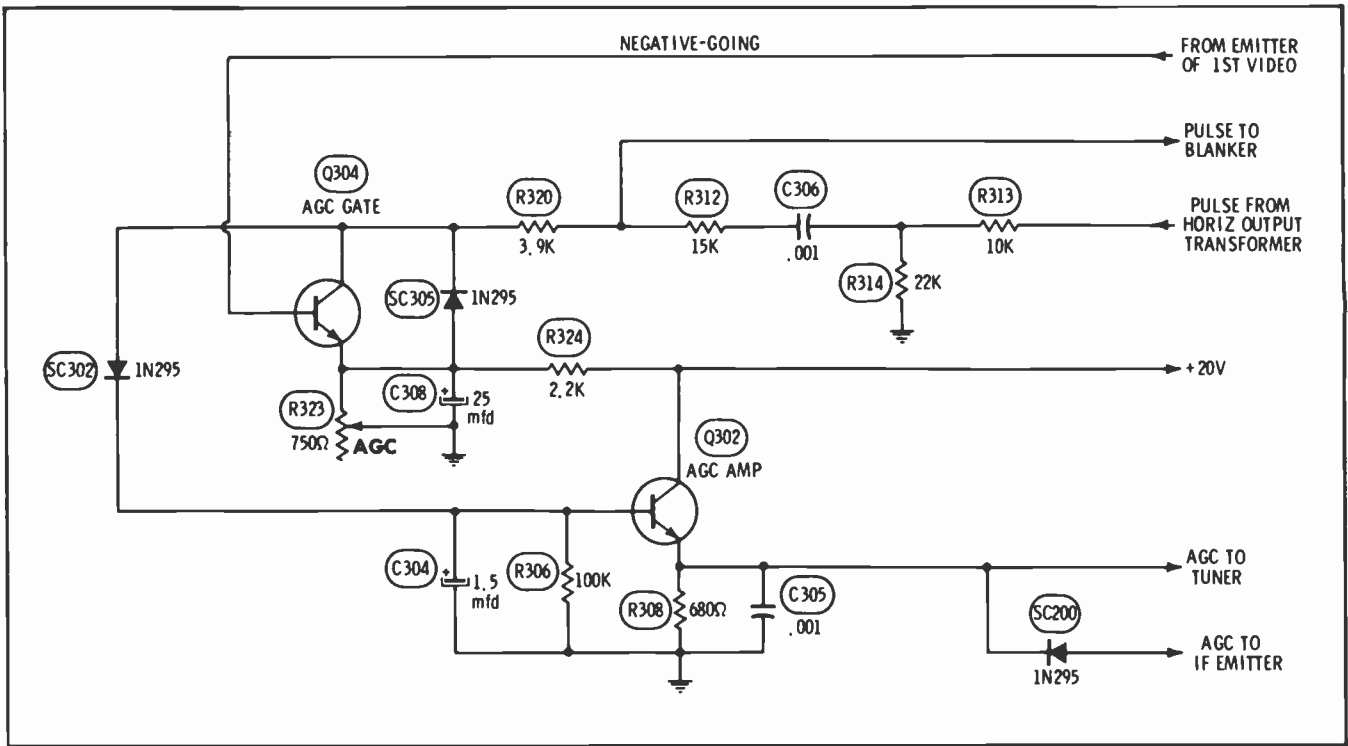 NEGATIVE-GOING
FROM EMITTER
OF 1ST VIDEO
PULSE TO
BLANKER
Q304
AGC GATE
R320
3.9K
R312
15K
C306
.001
R313
10K
PULSE FROM
HORIZ OUTPUT
TRANSFORMER
R314
22K
SC305
1N295
R324
2.2K
SC302
1N295
+20V
C308
+
25
mfd
R323
750Ω
AGC
Q302
AGC AMP
C304
+
1.5
mfd
R306
100K
R308
680Ω
C305
.001
AGC TO
TUNER
SC200
1N295
AGC TO
IF EMITTER